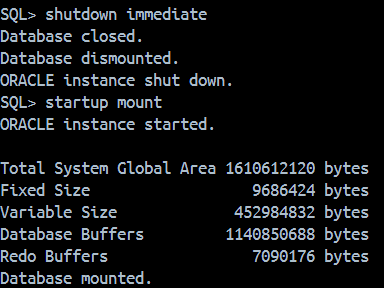 SQL> shutdown immediate
Database closed.
Database dismounted.
ORACLE instance shut down.
SQL> startup mount
ORACLE instance started.

Total System Global Area 1610612120 bytes
Fixed Size                  9686424 bytes
Variable Size             452984832 bytes
Database Buffers         1140850688 bytes
Redo Buffers                7090176 bytes
Database mounted.